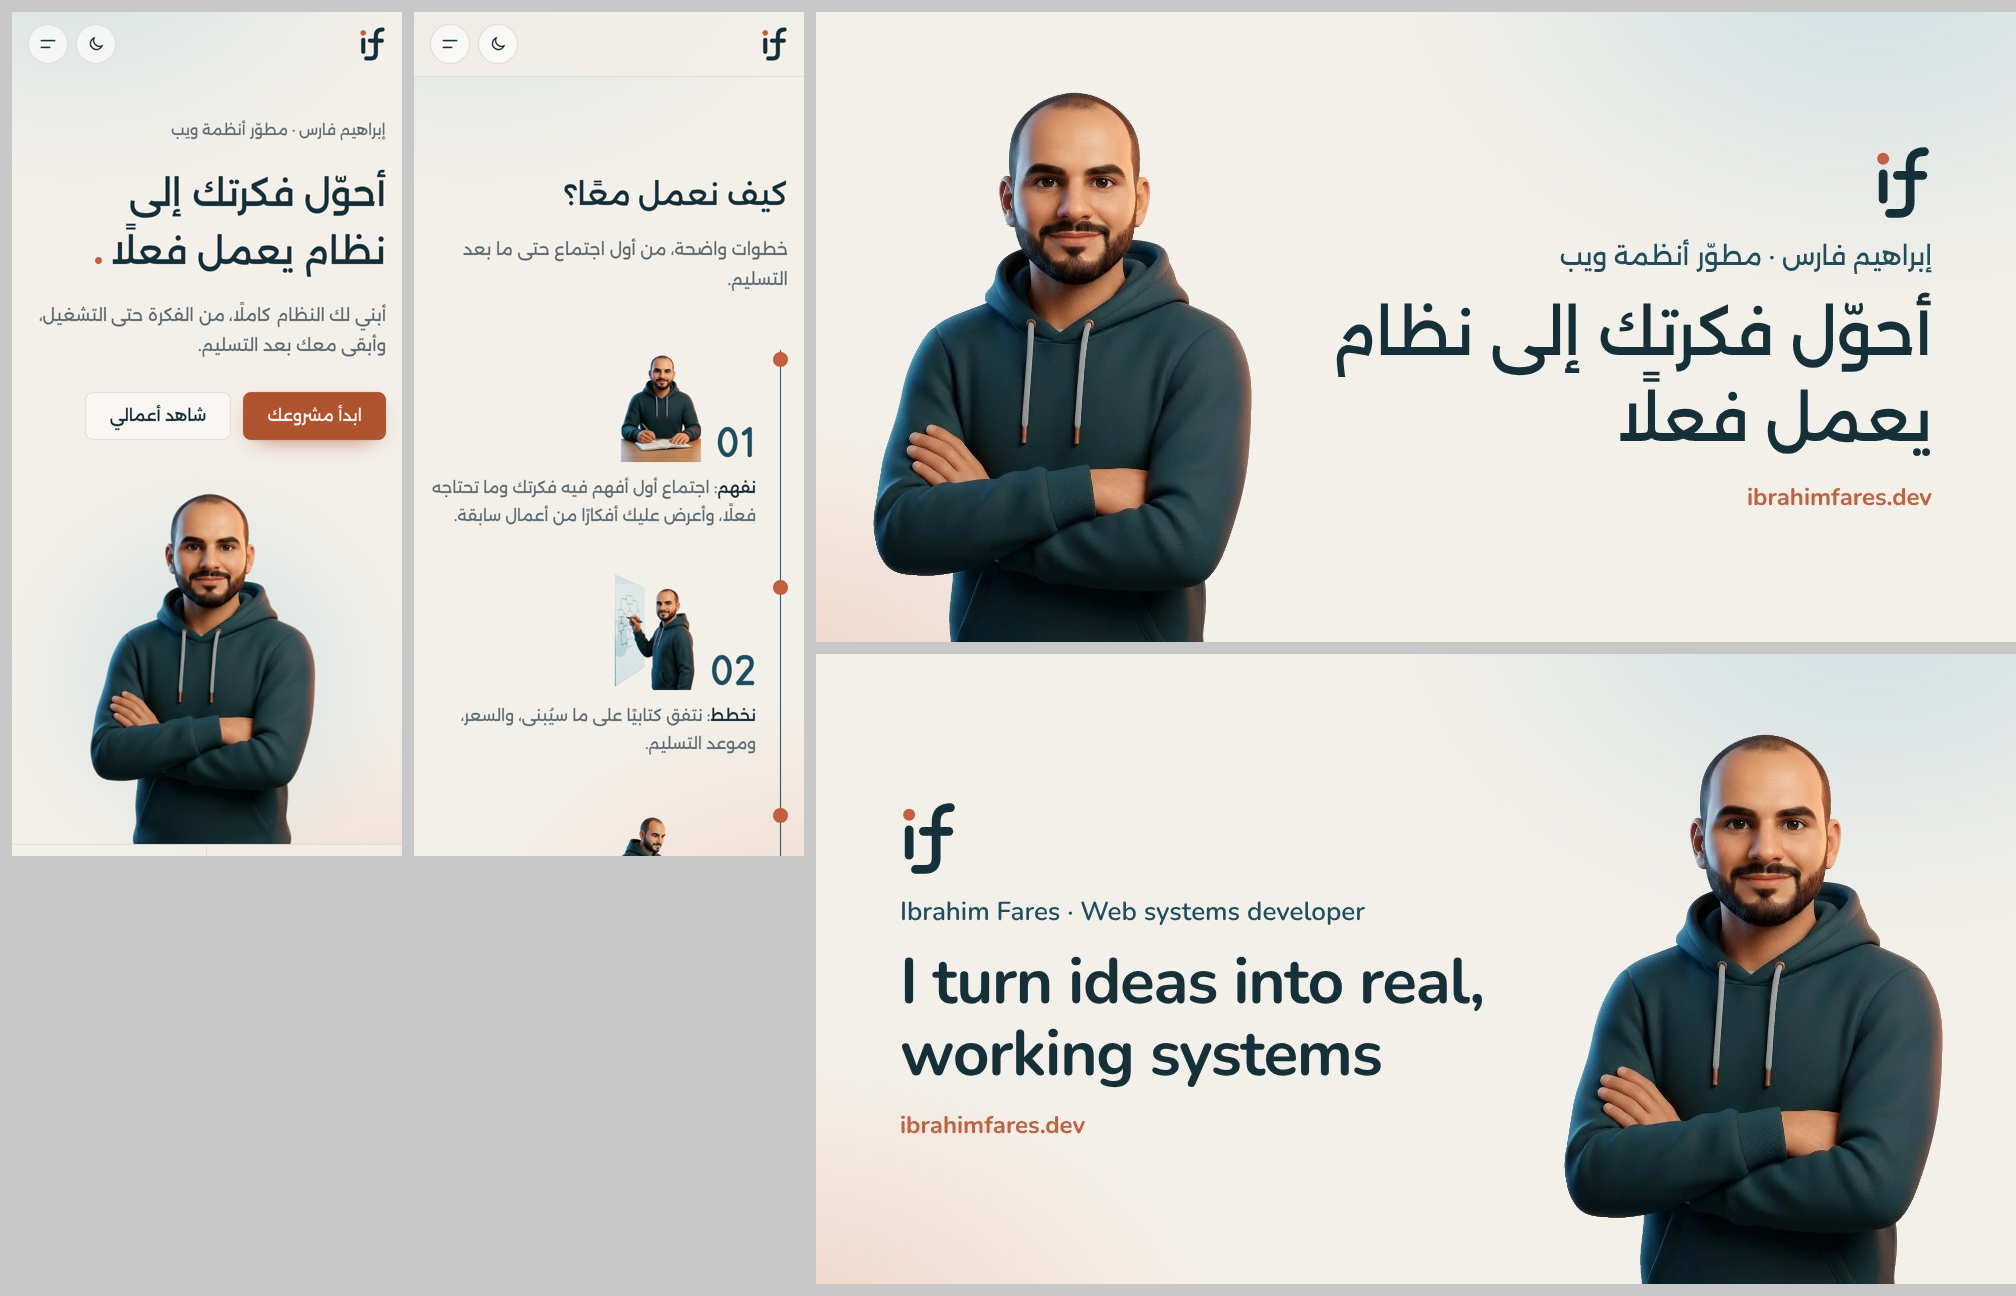 if
إبراهيم فارس · مطوّر أنظمة ويب
أحوّل فكرتك إلى
نظام يعمل فعلًا.
أبني لك النظام كاملًا، من الفكرة حتى التشغيل،
وأبقى معك بعد التسليم.
ابدأ مشروعك
شاهد أعمالي
if
كيف نعمل معًا؟
خطوات واضحة، من أول اجتماع حتى ما بعد
التسليم.
01
نفهم: اجتماع أول أفهم فيه فكرتك وما تحتاجه
فعلًا، وأعرض عليك أفكارًا من أعمال سابقة.
02
نخطط: نتفق كتابيًا على ما سيُبنى، والسعر،
وموعد التسليم.
if
إبراهيم فارس · مطوّر أنظمة ويب
أحوّل فكرتك إلى نظام
يعمل فعلًا
ibrahimfares.dev
if
Ibrahim Fares · Web systems developer
I turn ideas into real,
working systems
ibrahimfares.dev